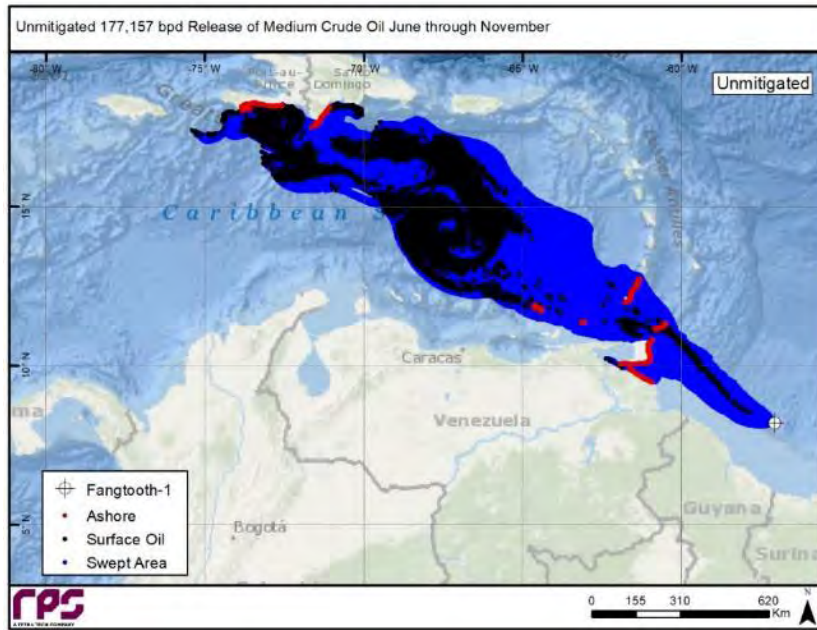 Unmitigated 177,157 bpd Release of Medium Crude Oil June through November
-80° W
-75° W
-70° W
-65° W
-60° W
Port-au-
Prince
Santo
Domingo
Unmitigated
15° N
Caribbean S
10° N
Caracas
Venezuela
Guyana
Surina
Bogotá
5° N
ma
Fangtooth-1
Ashore
Surface Oil
Swept Area
rps
A TETRA TECH COMPANY
0 155 310 620
Km
N